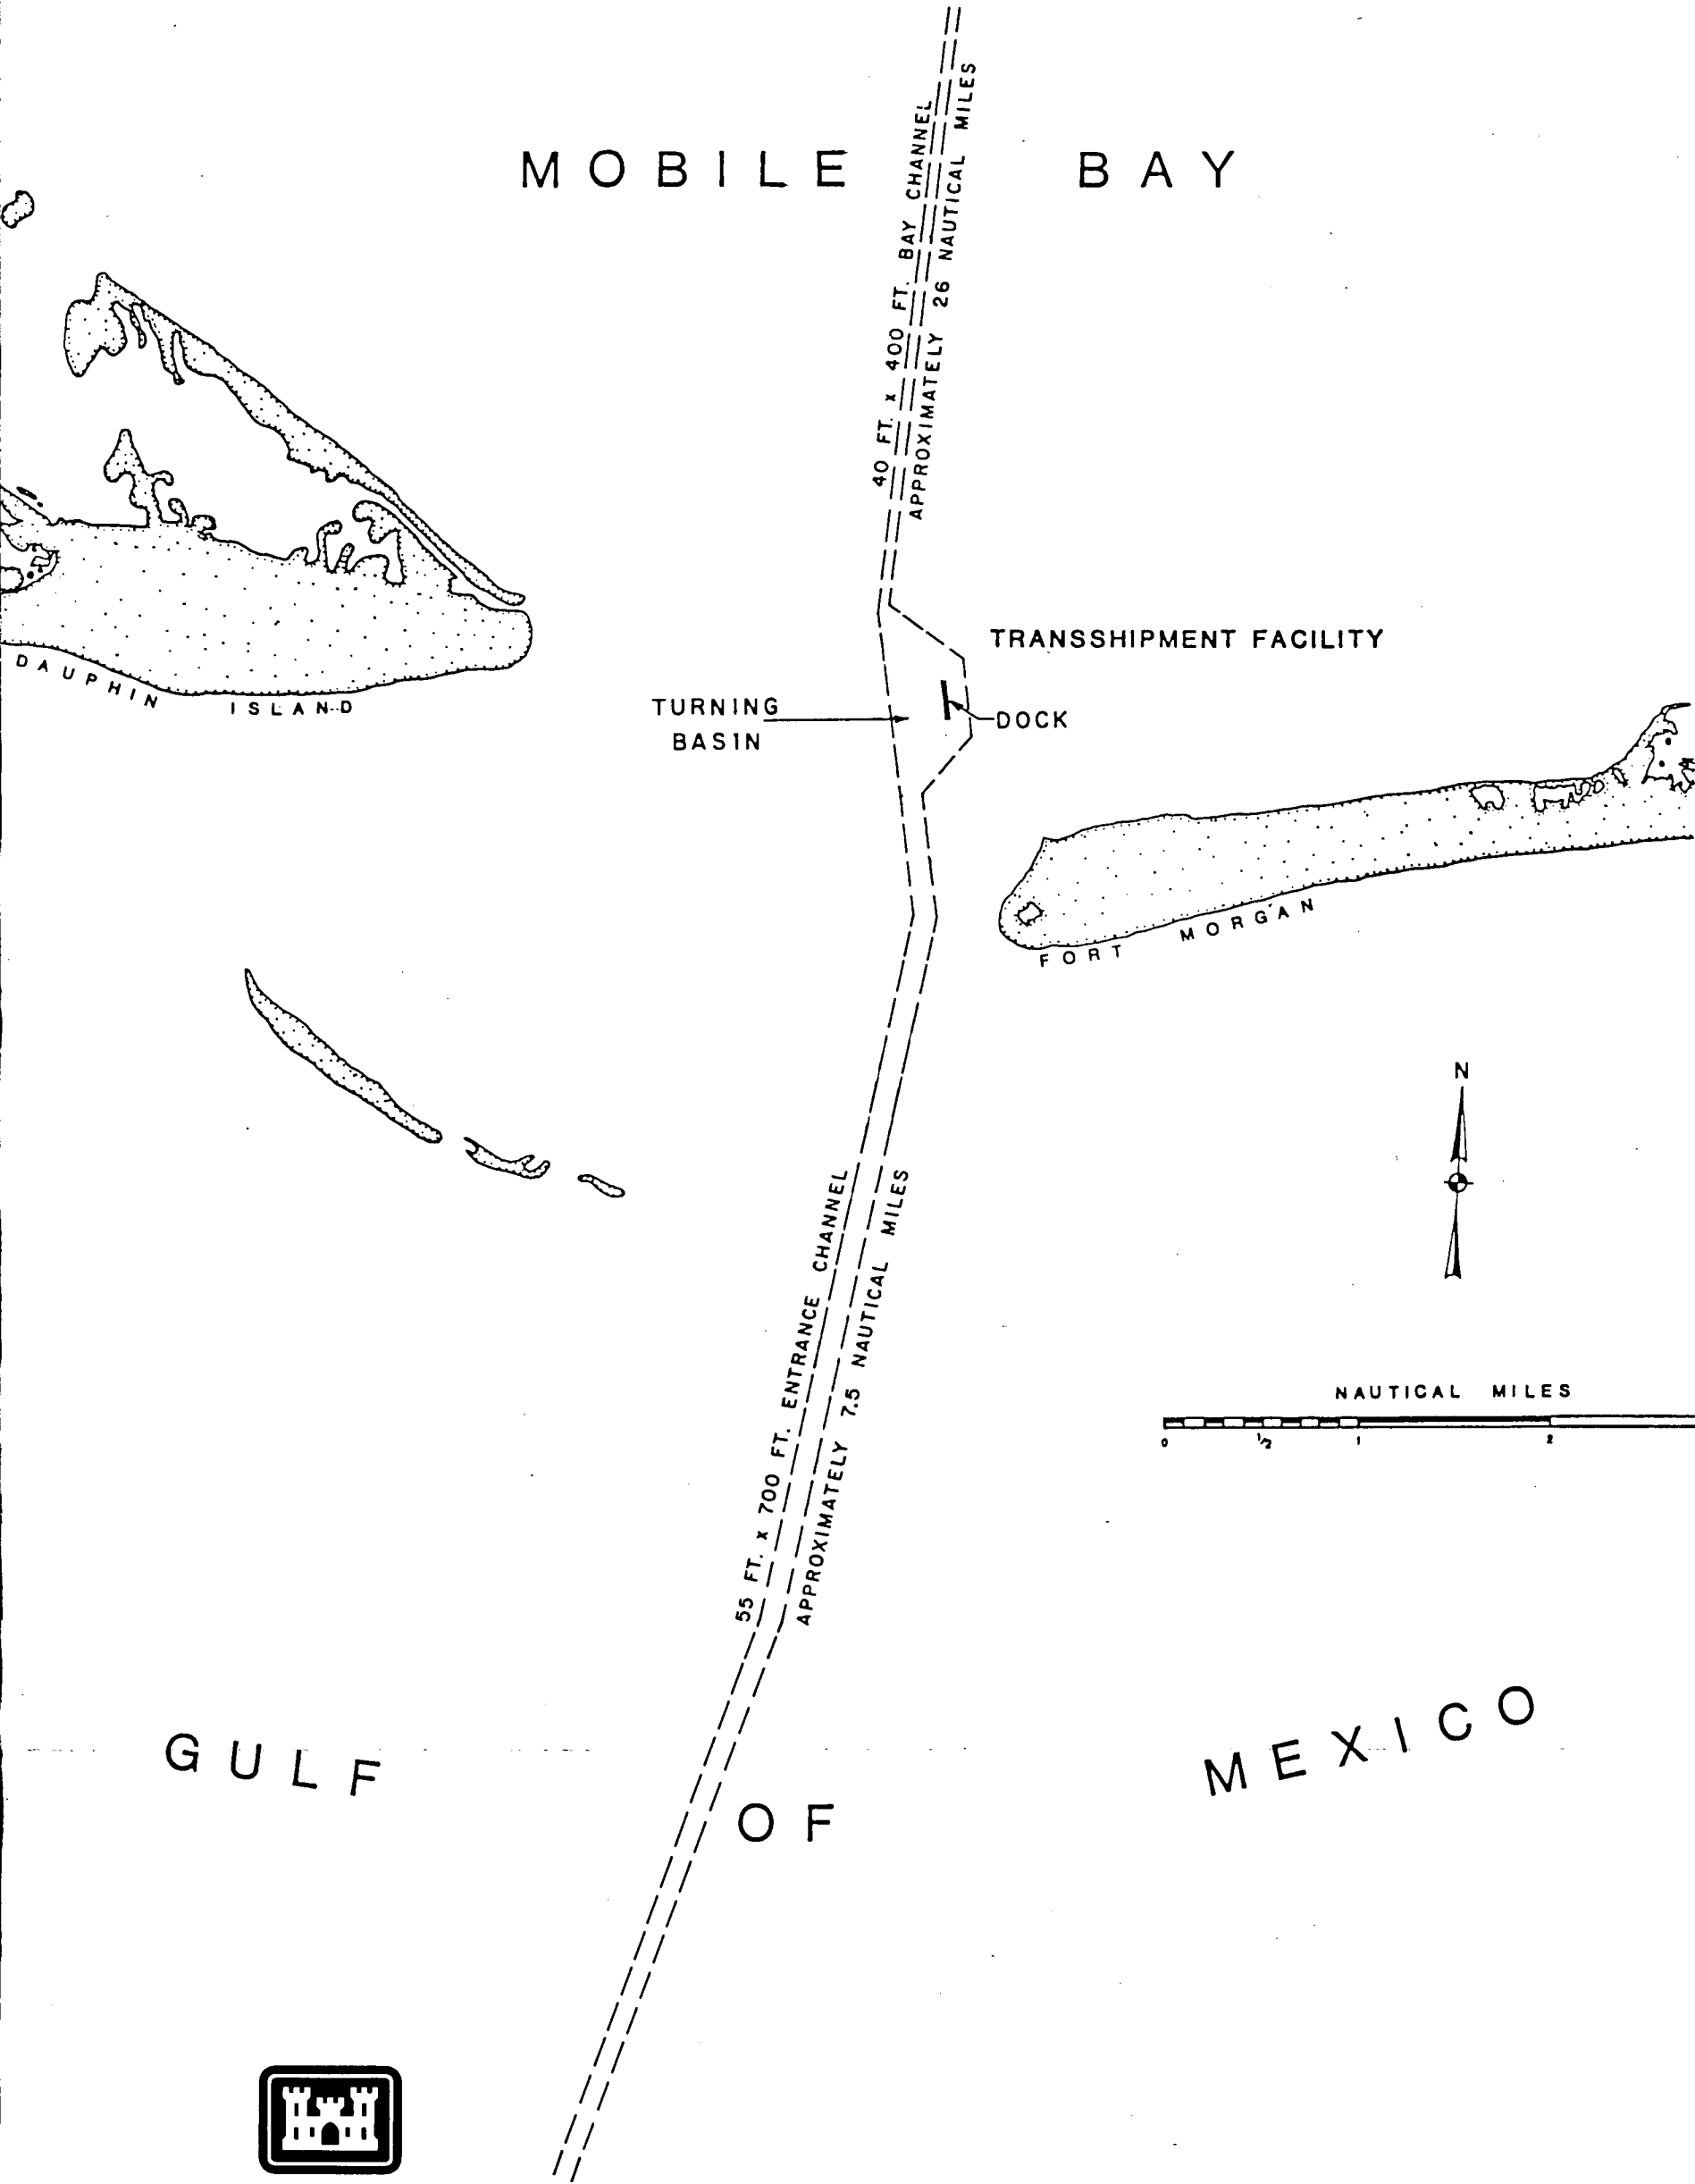 MOBILE BAY
40 FT. x 400 FT. BAY CHANNEL
APPROXIMATELY 26 NAUTICAL MILES
TRANSSHIPMENT FACILITY
DAUPHIN ISLAND
TURNING
BASIN
DOCK
FORT MORGAN
N
55 FT. x 700 FT. ENTRANCE CHANNEL
APPROXIMATELY 7.5 NAUTICAL MILES
NAUTICAL MILES
0 1/2 1 2
GULF OF MEXICO